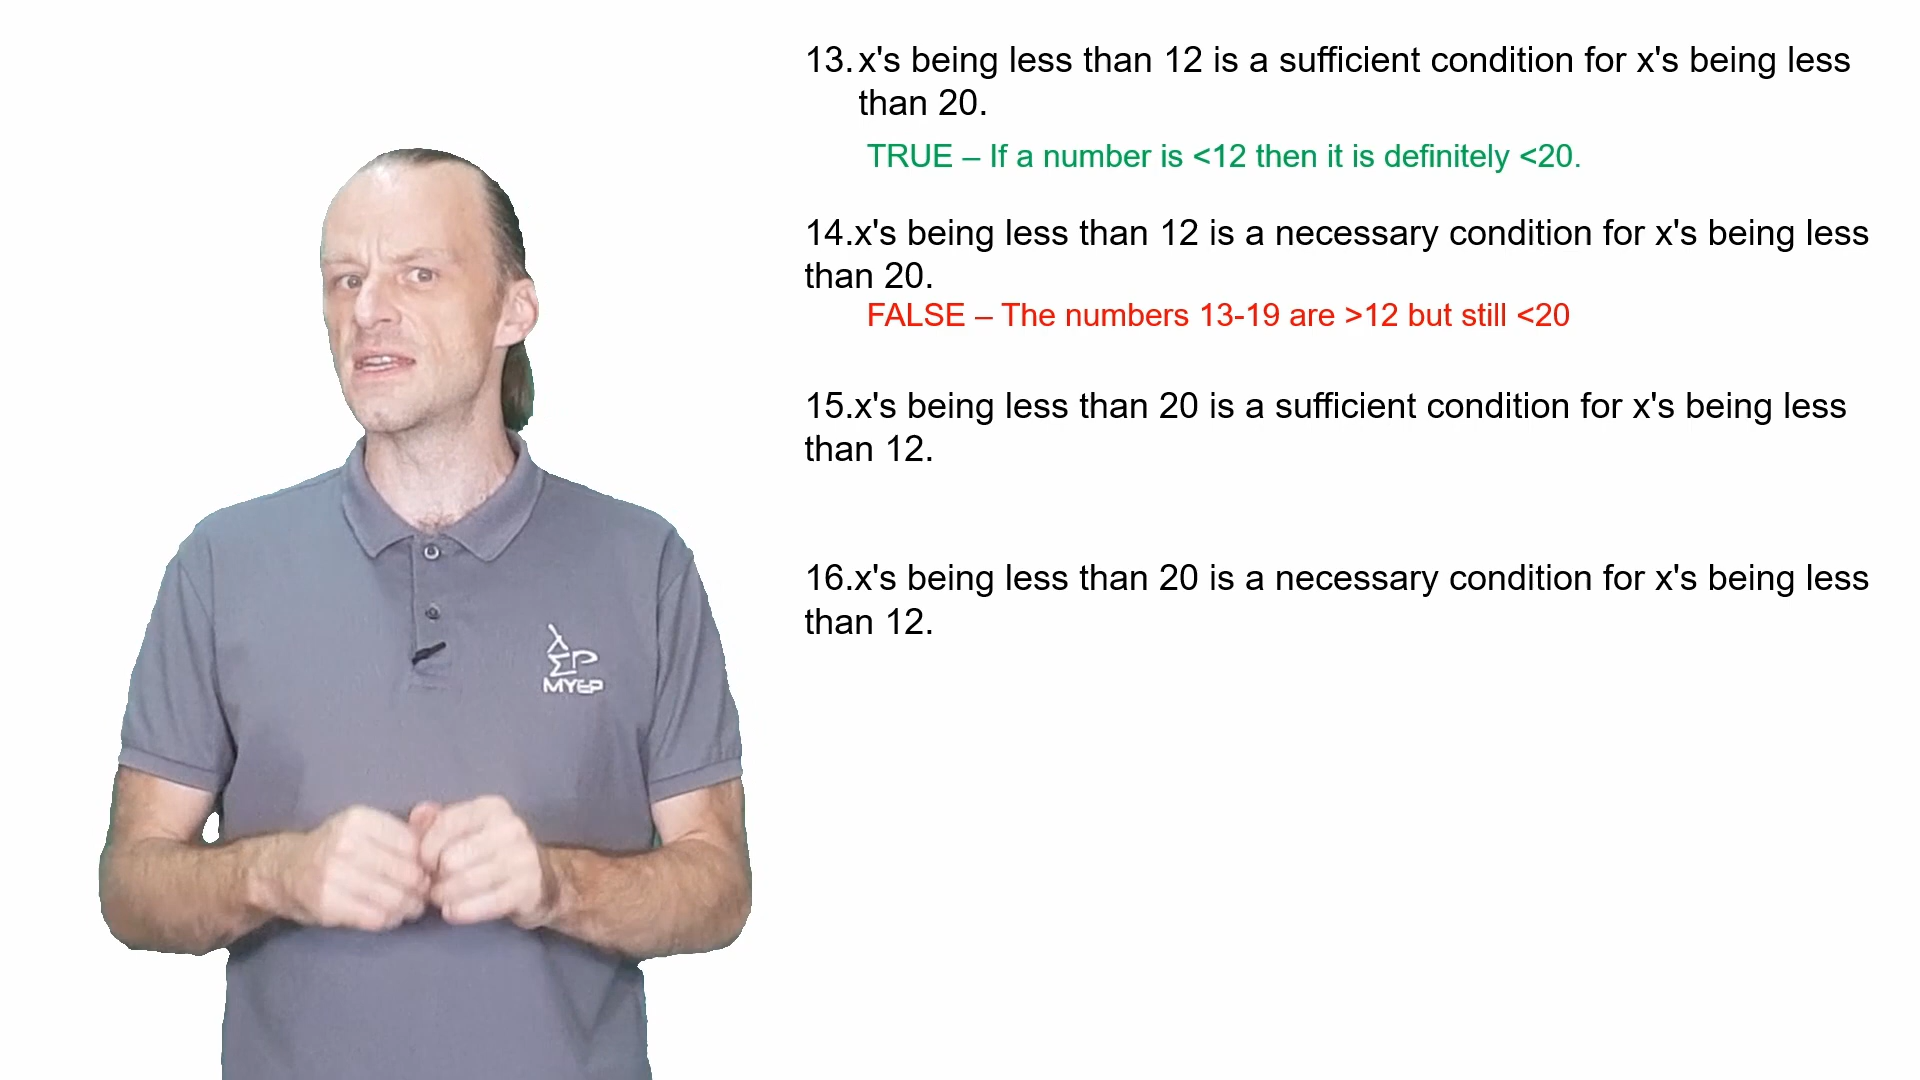 13. x's being less than 12 is a sufficient condition for x's being less
than 20.
TRUE – If a number is <12 then it is definitely <20.
14.x's being less than 12 is a necessary condition for x's being less
than 20.
FALSE – The numbers 13-19 are >12 but still <20
15.x's being less than 20 is a sufficient condition for x's being less
than 12.
16.x's being less than 20 is a necessary condition for x's being less
than 12.
MYEP